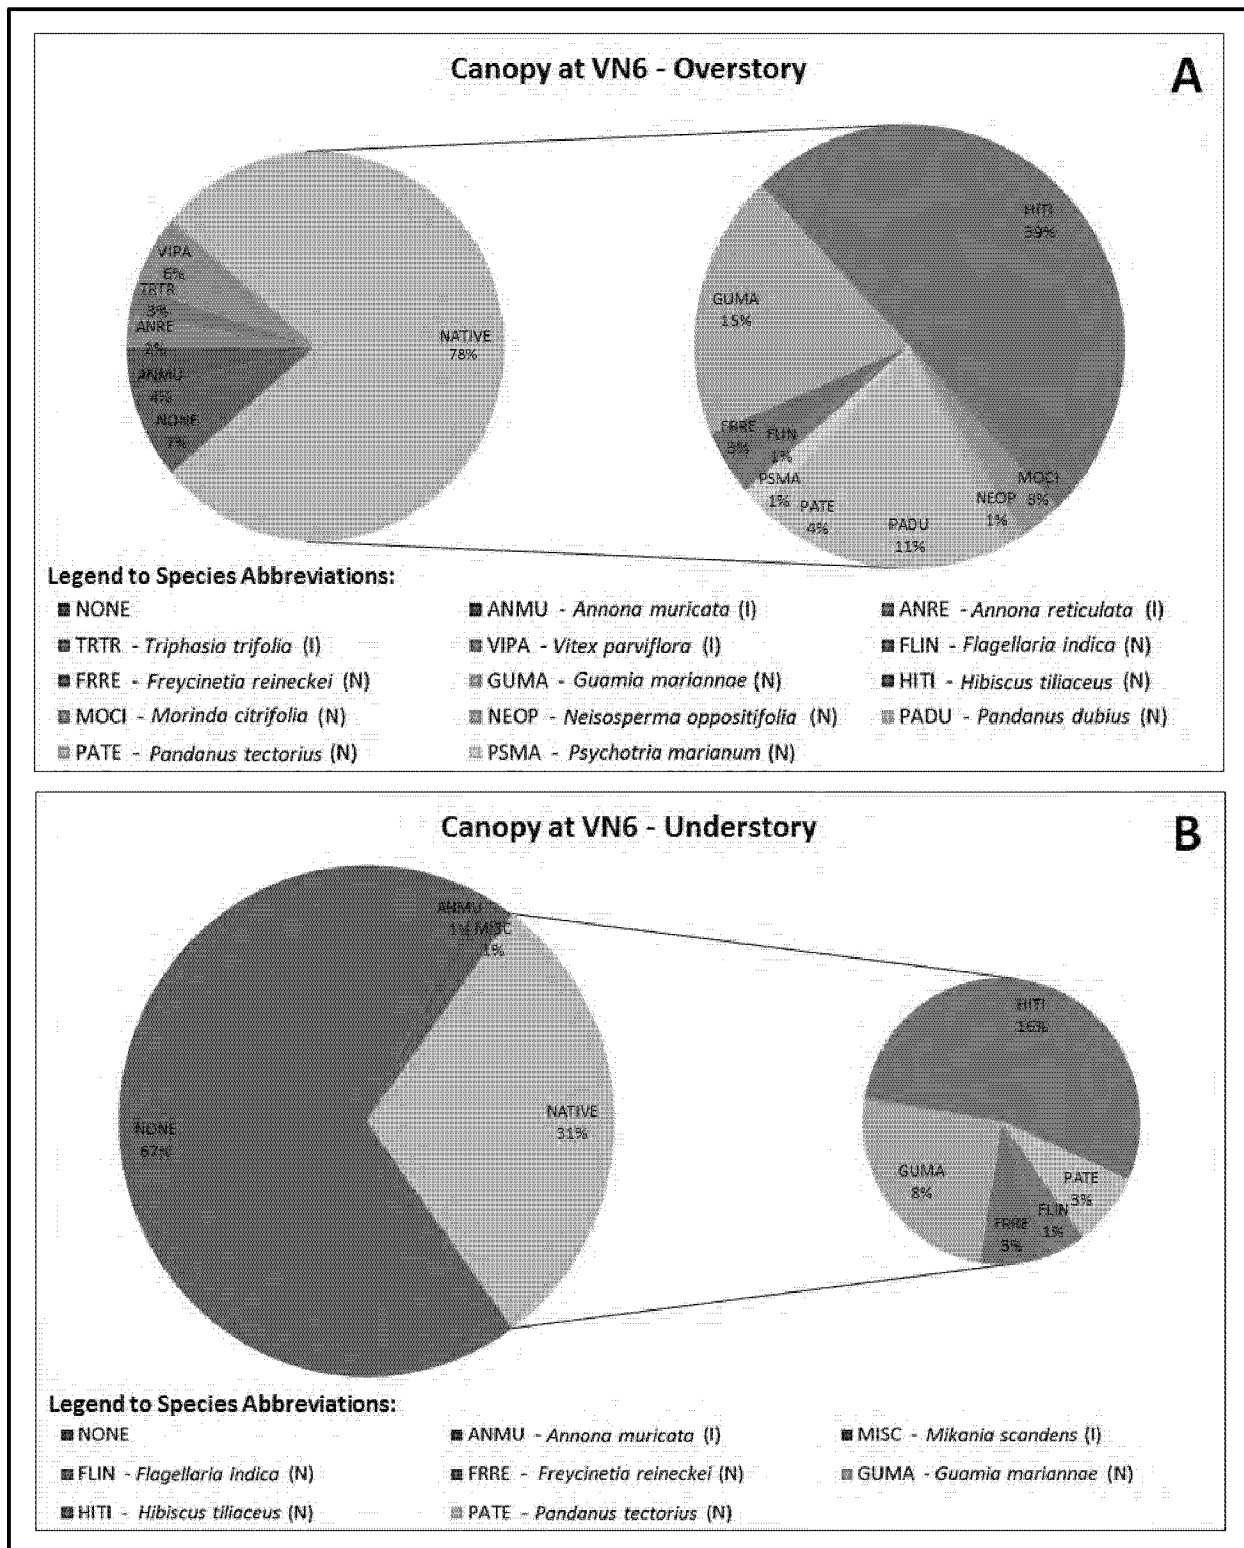 Canopy at VN6 - Overstory
A
VIPA
6%
TRTR
3%
ANRE
2%
ANMU
4%
NONE
7%
NATIVE
78%
HITI
39%
GUMA
15%
FRRE
3%
FLIN
1%
PSMA
1%
PATE
4%
PADU
11%
NEOP
1%
MOCI
3%
Legend to Species Abbreviations:
NONE ANMU - Annona muricata (I) ANRE - Annona reticulata (I)
TRTR - Triphasia trifolia (I) VIPA - Vitex parviflora (I) FLIN - Flagellaria indica (N)
FRRE - Freycinetia reineckei (N) GUMA - Guamia mariannae (N) HITI - Hibiscus tiliaceus (N)
MOCI - Morinda citrifolia (N) NEOP - Neisosperma oppositifolia (N) PADU - Pandanus dubius (N)
PATE - Pandanus tectorius (N) PSMA - Psychotria marianum (N)
Canopy at VN6 - Understory
B
ANMU
1%
MISC
1%
NONE
67%
NATIVE
31%
HITI
16%
GUMA
8%
FRRE
3%
FLIN
1%
PATE
3%
Legend to Species Abbreviations:
NONE ANMU - Annona muricata (I) MISC - Mikania scandens (I)
FLIN - Flagellaria indica (N) FRRE - Freycinetia reineckei (N) GUMA - Guamia mariannae (N)
HITI - Hibiscus tiliaceus (N) PATE - Pandanus tectorius (N)